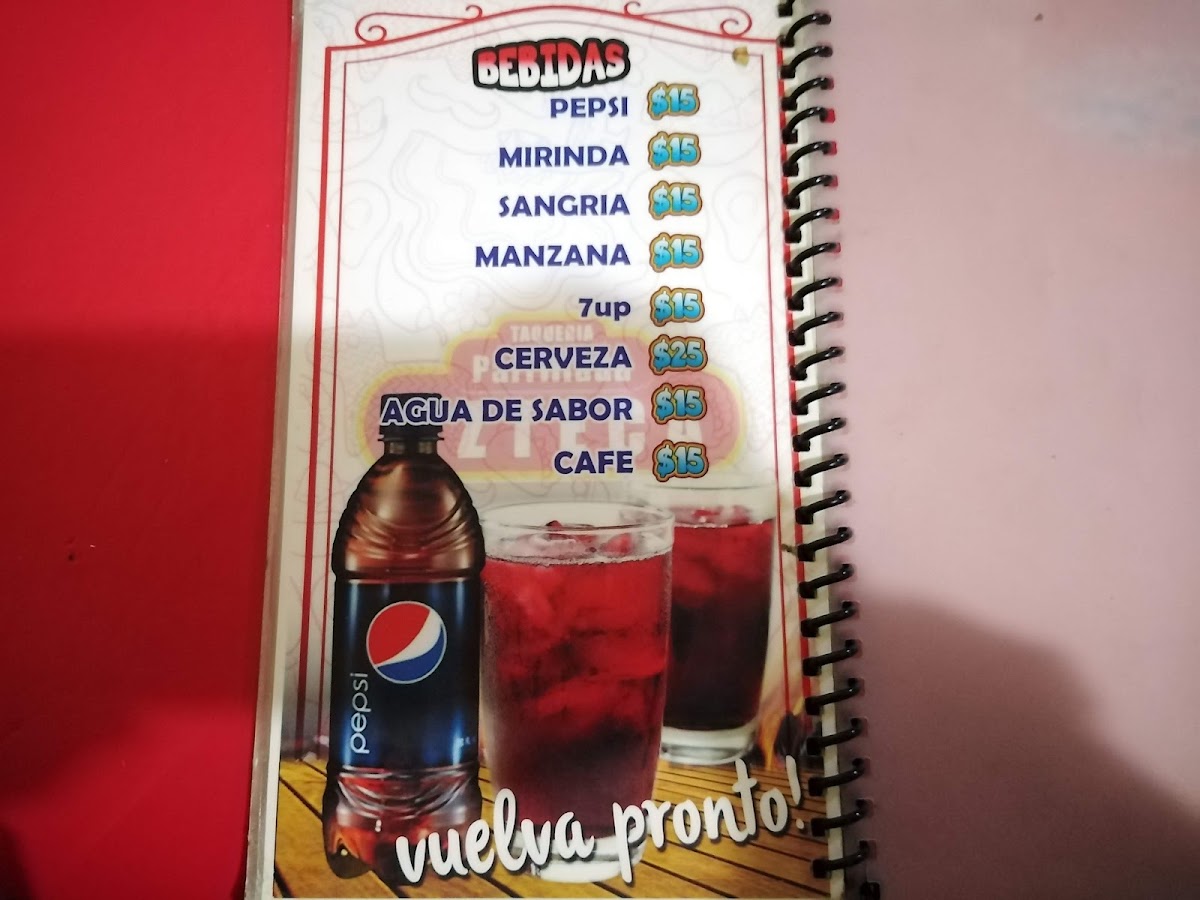 BEBIDAS
PEPSI $15
MIRINDA $15
SANGRIA $15
MANZANA $15
7up $15
TAQUERIA
CERVEZA $25
AGUA DE SABOR $15
CAFE $15
pepsi
vuelva pronto!